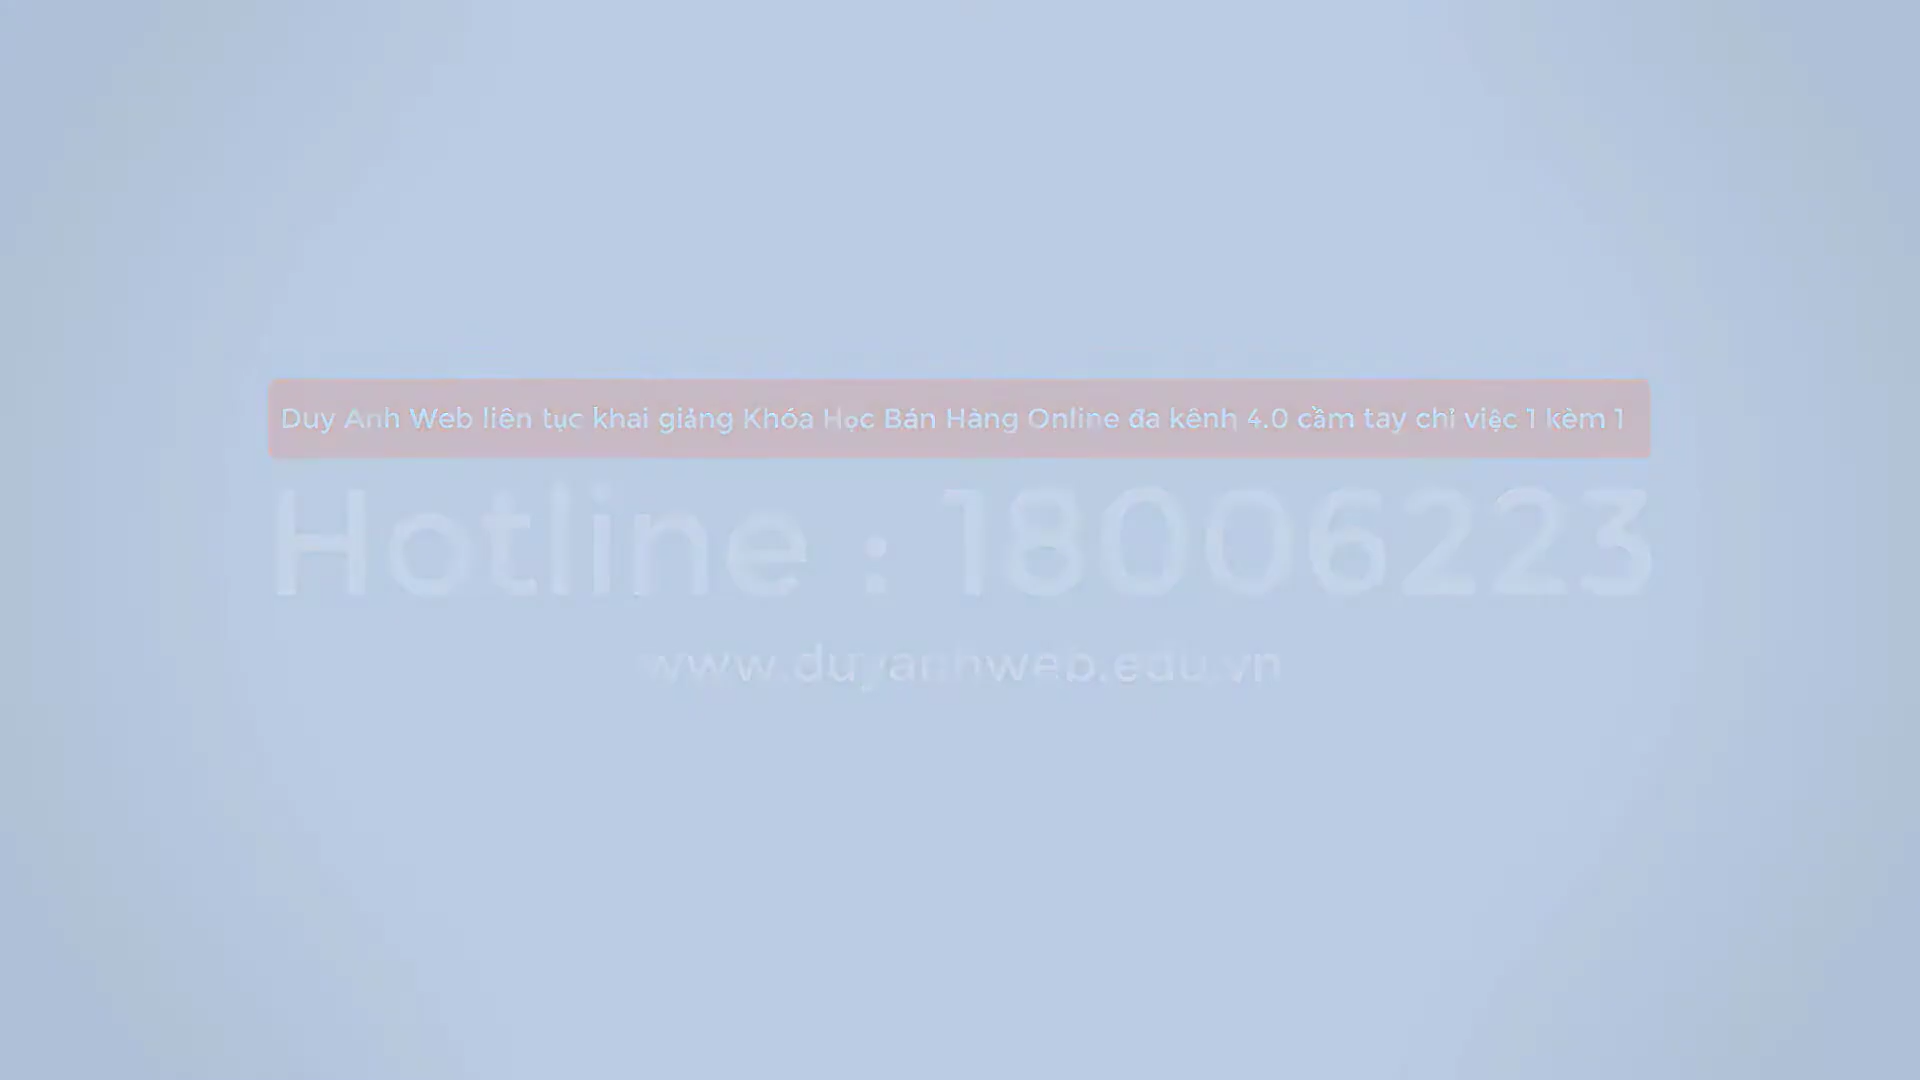 Duy Anh Web liên tục khai giảng Khóa Học Bán Hàng Online đa kênh 4.0 cầm tay chỉ việc 1 kèm 1
Hotline : 18006223
www.duyanhweb.edu.vn